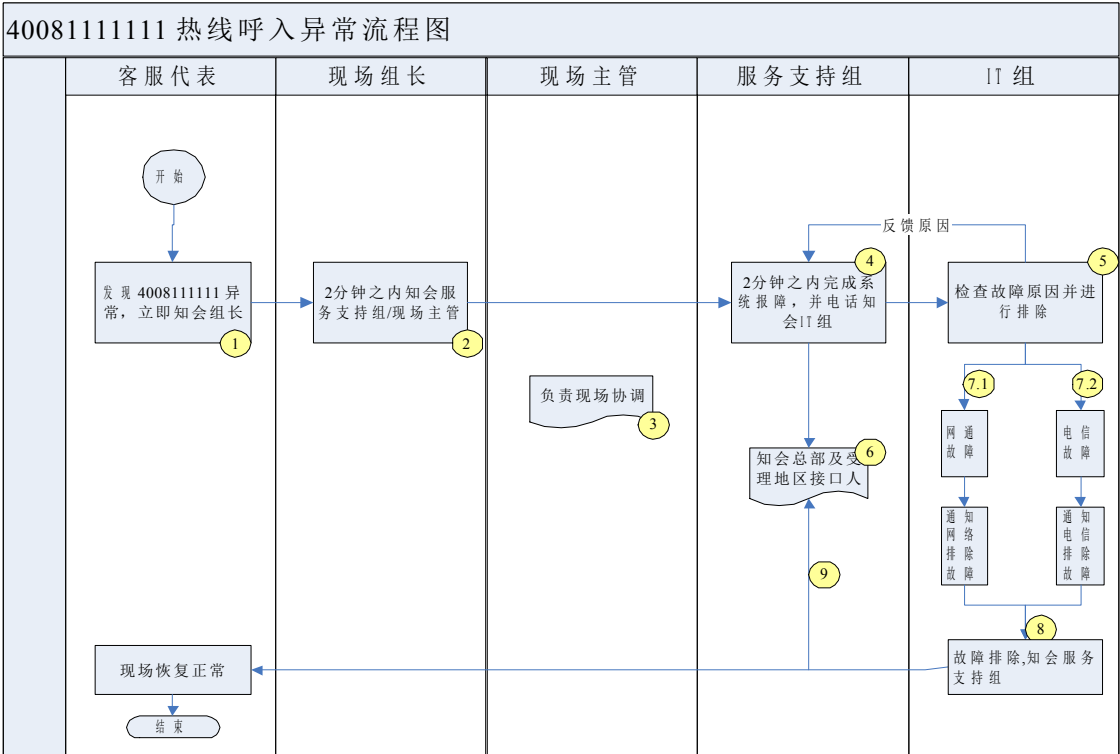 40081111111 热线呼入异常流程图
客服代表
现场组长
现场主管
服务支持组
IT 组
开始
反馈原因
发现 4008111111 异
常，立即知会组长
1
2分钟之内知会服
务支持组/现场主管
2
负责现场协调
3
2分钟之内完成系
统报障，并电话知
会IT 组
4
检查故障原因并进
行排除
5
知会总部及受
理地区接口人
6
7.1
7.2
网通
故障
电信
故障
通知
网络
排除
故障
通知
电信
排除
故障
9
8
故障排除,知会服务
支持组
现场恢复正常
结束